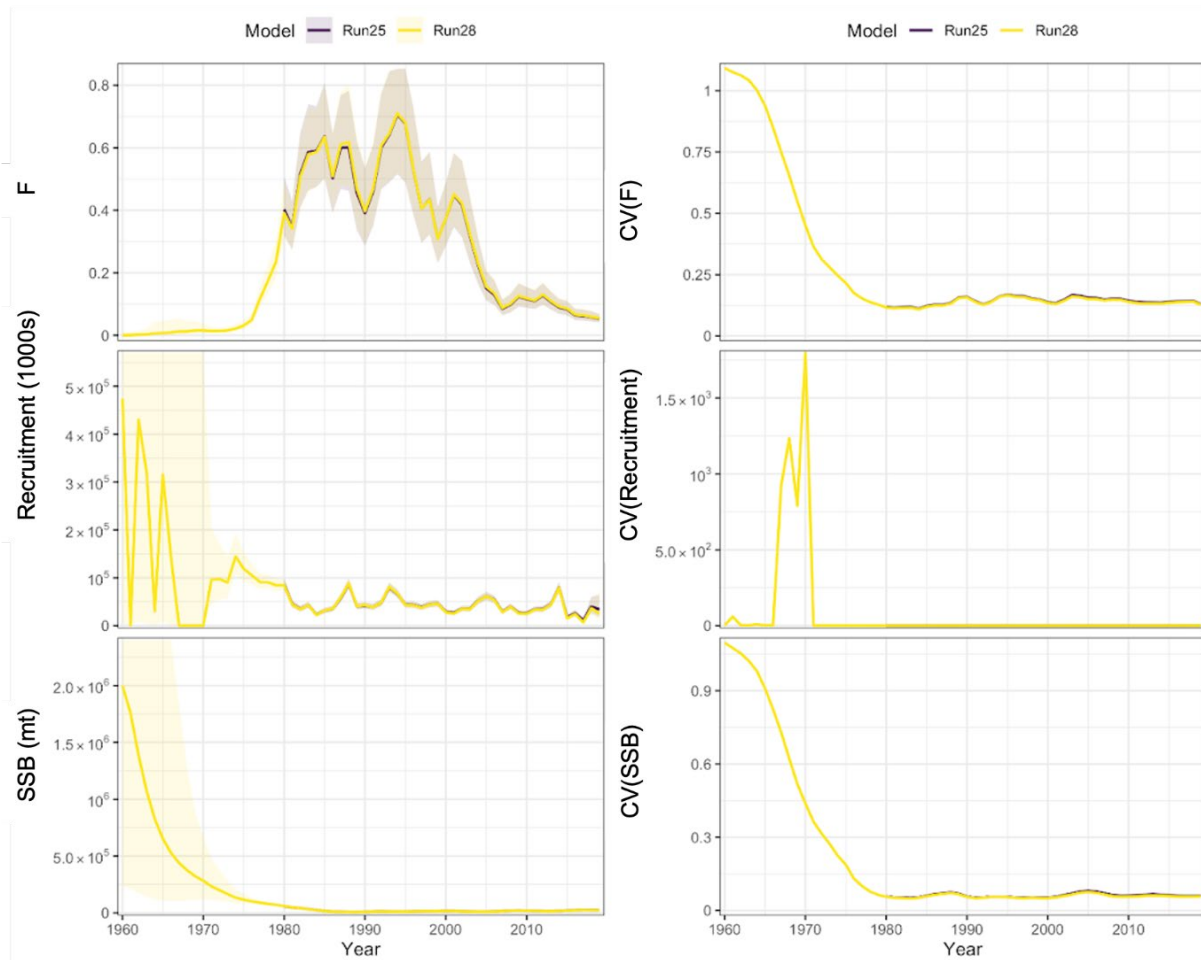 Model Run25 Run28
F
0.8
0.6
0.4
0.2
0
Recruitment (1000s)
5 × 10⁵
4 × 10⁵
3 × 10⁵
2 × 10⁵
10⁵
0
SSB (mt)
2.0 × 10⁶
1.5 × 10⁶
10⁶
5.0 × 10⁵
0
1960 1970 1980 1990 2000 2010
Year
Model Run25 Run28
CV(F)
1
0.75
0.5
0.25
0
CV(Recruitment)
1.5 × 10³
10³
5.0 × 10²
0
CV(SSB)
0.9
0.6
0.3
0
1960 1970 1980 1990 2000 2010
Year